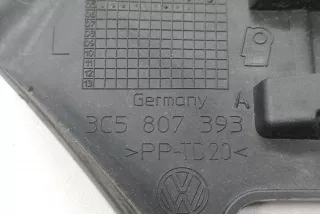 L
Germany A
3C5 807 393
>PP-TD20<